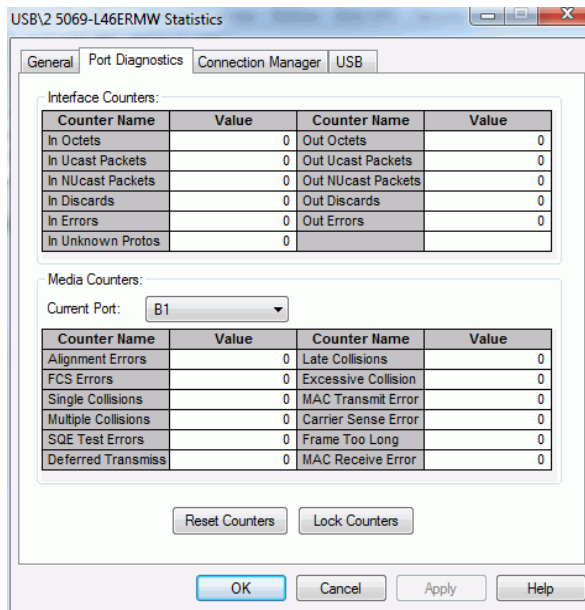 USB\2 5069-L46ERMW Statistics
General Port Diagnostics Connection Manager USB
Interface Counters:
Counter Name Value Counter Name Value
In Octets 0 Out Octets 0
In Ucast Packets 0 Out Ucast Packets 0
In NUcast Packets 0 Out NUcast Packets 0
In Discards 0 Out Discards 0
In Errors 0 Out Errors 0
In Unknown Protos 0
Media Counters:
Current Port: B1
Counter Name Value Counter Name Value
Alignment Errors 0 Late Collisions 0
FCS Errors 0 Excessive Collision 0
Single Collisions 0 MAC Transmit Error 0
Multiple Collisions 0 Carrier Sense Error 0
SQE Test Errors 0 Frame Too Long 0
Deferred Transmiss 0 MAC Receive Error 0
Reset Counters Lock Counters
OK Cancel Apply Help